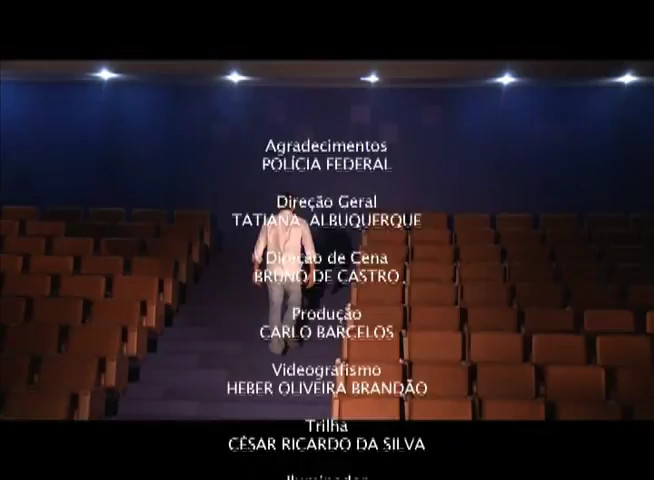 Agradecimentos
POLÍCIA FEDERAL
Direção Geral
TATIANA ALBUQUERQUE
Direção de Cena
BRUNO DE CASTRO
Produção
CARLO BARCELOS
Videografismo
HEBER OLIVEIRA BRANDÃO
Trilha
CÉSAR RICARDO DA SILVA